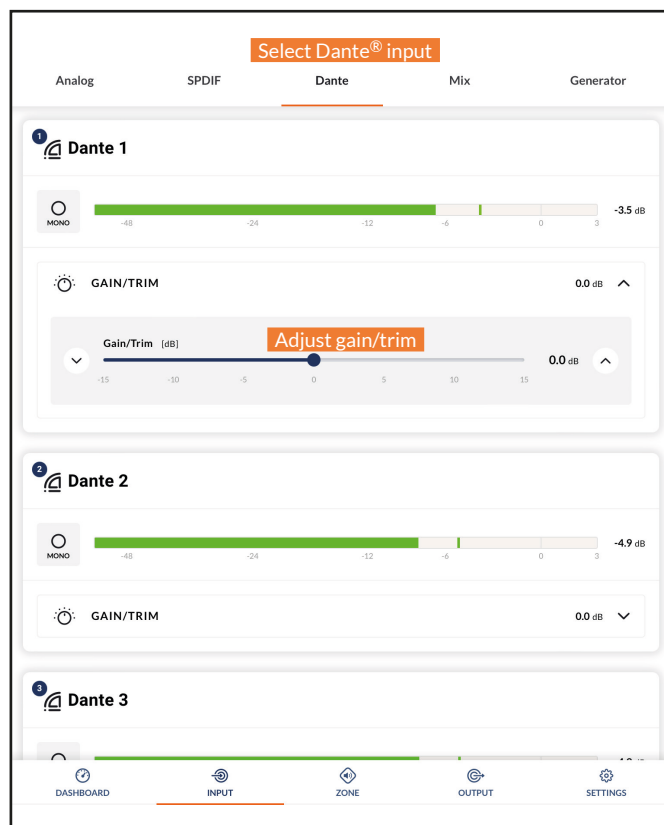 Select Dante® input
Analog SPDIF Dante Mix Generator
1
Dante 1
MONO
-3.5 dB
-48 -24 -12 -6 0 3
GAIN/TRIM 0.0 dB
Gain/Trim [dB] Adjust gain/trim
0.0 dB
-15 -10 -5 0 5 10 15
2
Dante 2
MONO
-4.9 dB
-48 -24 -12 -6 0 3
GAIN/TRIM 0.0 dB
3
Dante 3
DASHBOARD INPUT ZONE OUTPUT SETTINGS